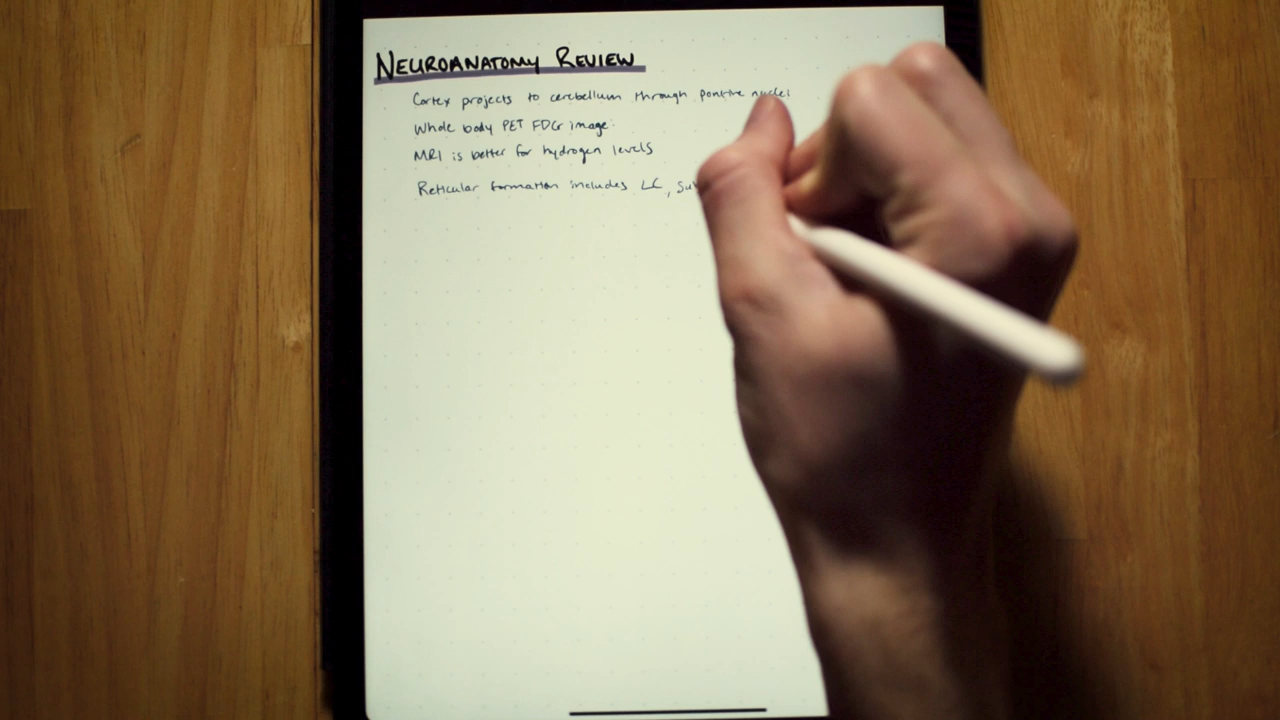 NEUROANATOMY REVIEW
Cortex projects to cerebellum through pontine nuclei
Whole body PET FDG image
MRI is better for hydrogen levels
Reticular formation includes LC,